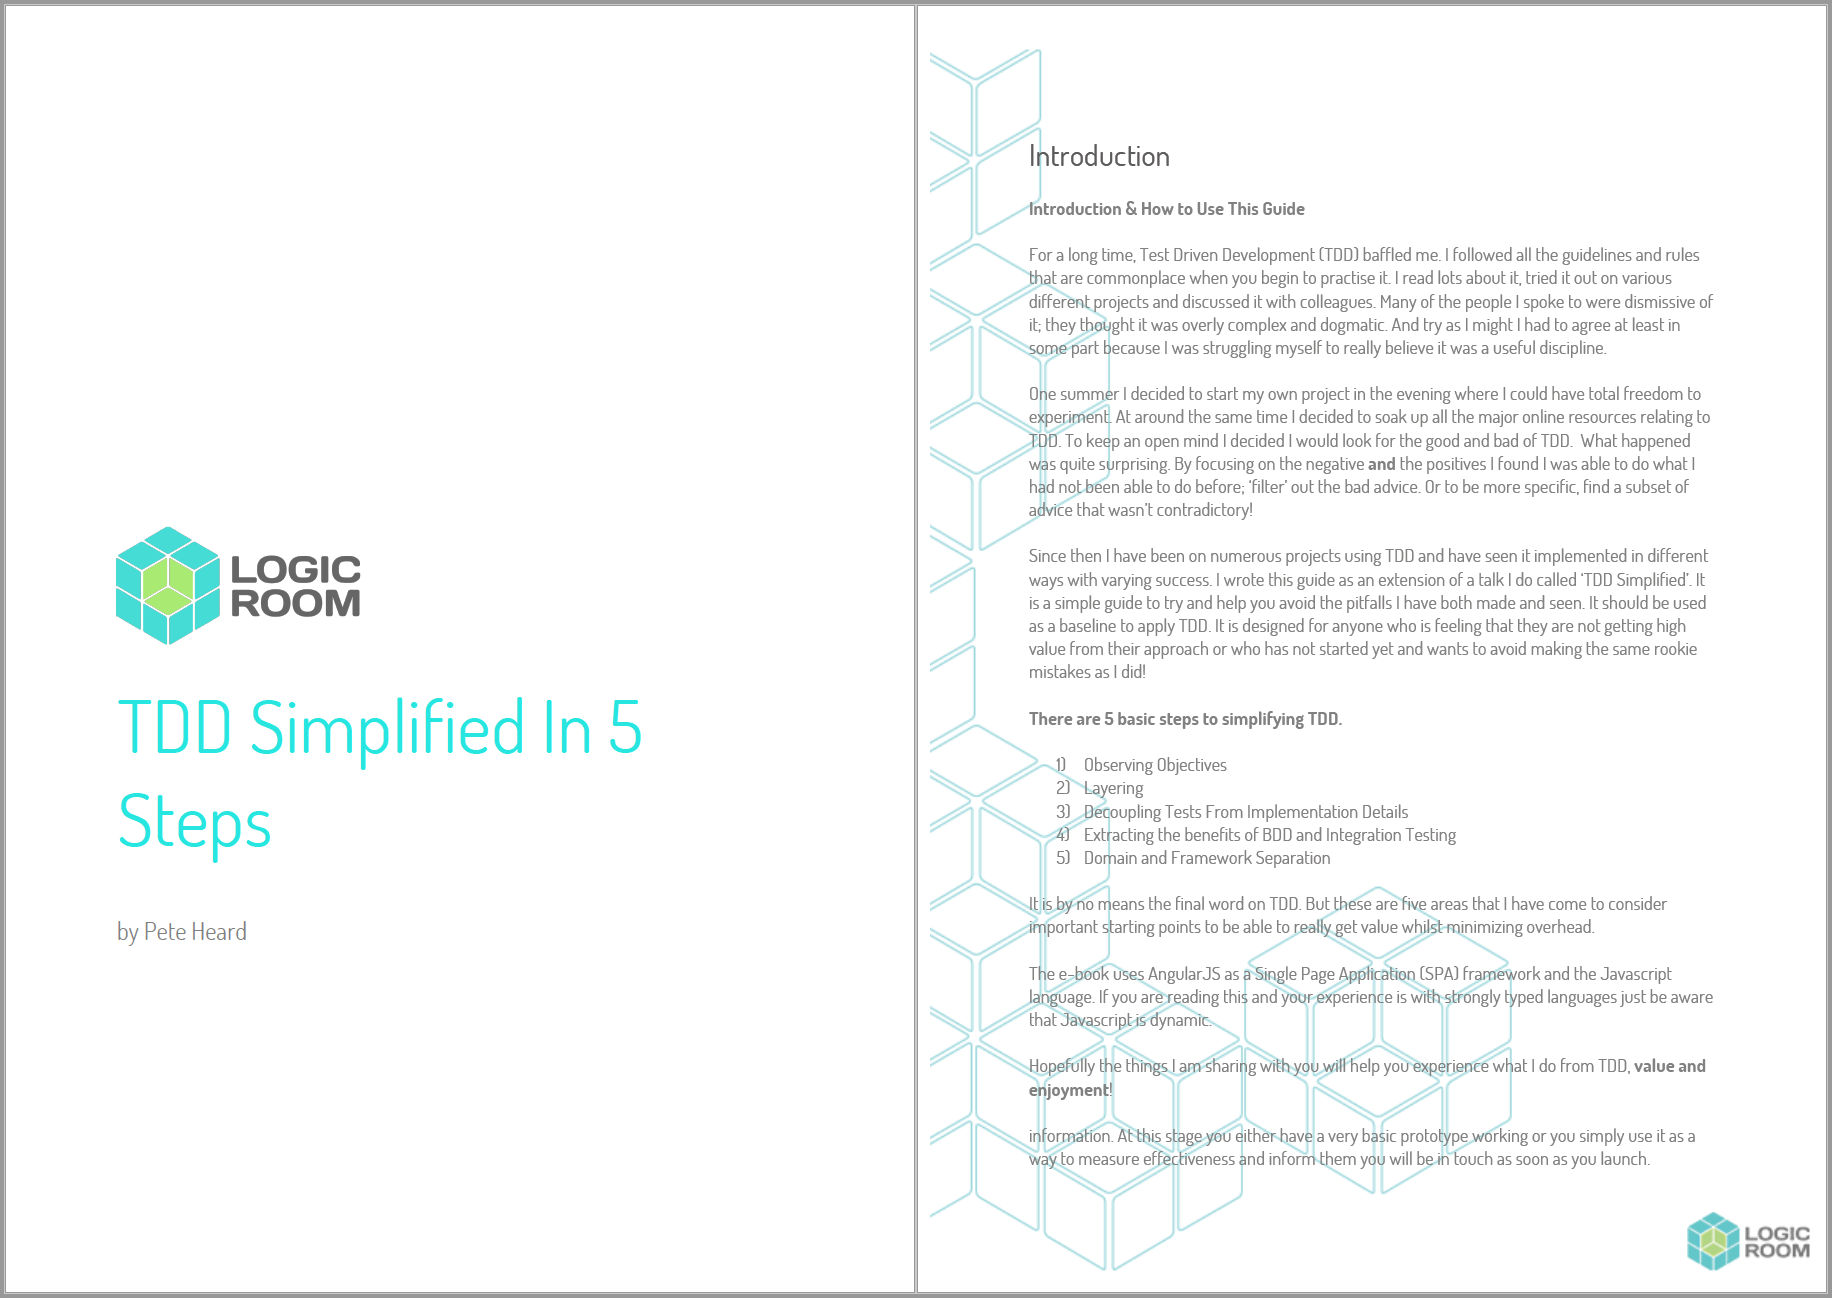 LOGIC
ROOM
TDD Simplified In 5
Steps
by Pete Heard
Introduction
Introduction & How to Use This Guide
For a long time, Test Driven Development (TDD) baffled me. I followed all the guidelines and rules
that are commonplace when you begin to practise it. I read lots about it, tried it out on various
different projects and discussed it with colleagues. Many of the people I spoke to were dismissive of
it; they thought it was overly complex and dogmatic. And try as I might I had to agree at least in
some part because I was struggling myself to really believe it was a useful discipline.
One summer I decided to start my own project in the evening where I could have total freedom to
experiment. At around the same time I decided to soak up all the major online resources relating to
TDD. To keep an open mind I decided I would look for the good and bad of TDD.  What happened
was quite surprising. By focusing on the negative and the positives I found I was able to do what I
had not been able to do before; ‘filter’ out the bad advice. Or to be more specific, find a subset of
advice that wasn’t contradictory!
Since then I have been on numerous projects using TDD and have seen it implemented in different
ways with varying success. I wrote this guide as an extension of a talk I do called ‘TDD Simplified’. It
is a simple guide to try and help you avoid the pitfalls I have both made and seen. It should be used
as a baseline to apply TDD. It is designed for anyone who is feeling that they are not getting high
value from their approach or who has not started yet and wants to avoid making the same rookie
mistakes as I did!
There are 5 basic steps to simplifying TDD.
1) Observing Objectives
2) Layering
3) Decoupling Tests From Implementation Details
4) Extracting the benefits of BDD and Integration Testing
5) Domain and Framework Separation
It is by no means the final word on TDD. But these are five areas that I have come to consider
important starting points to be able to really get value whilst minimizing overhead.
The e-book uses AngularJS as a Single Page Application (SPA) framework and the Javascript
language. If you are reading this and your experience is with strongly typed languages just be aware
that Javascript is dynamic.
Hopefully the things I am sharing with you will help you experience what I do from TDD, value and
enjoyment!
information. At this stage you either have a very basic prototype working or you simply use it as a
way to measure effectiveness and inform them you will be in touch as soon as you launch.
LOGIC
ROOM